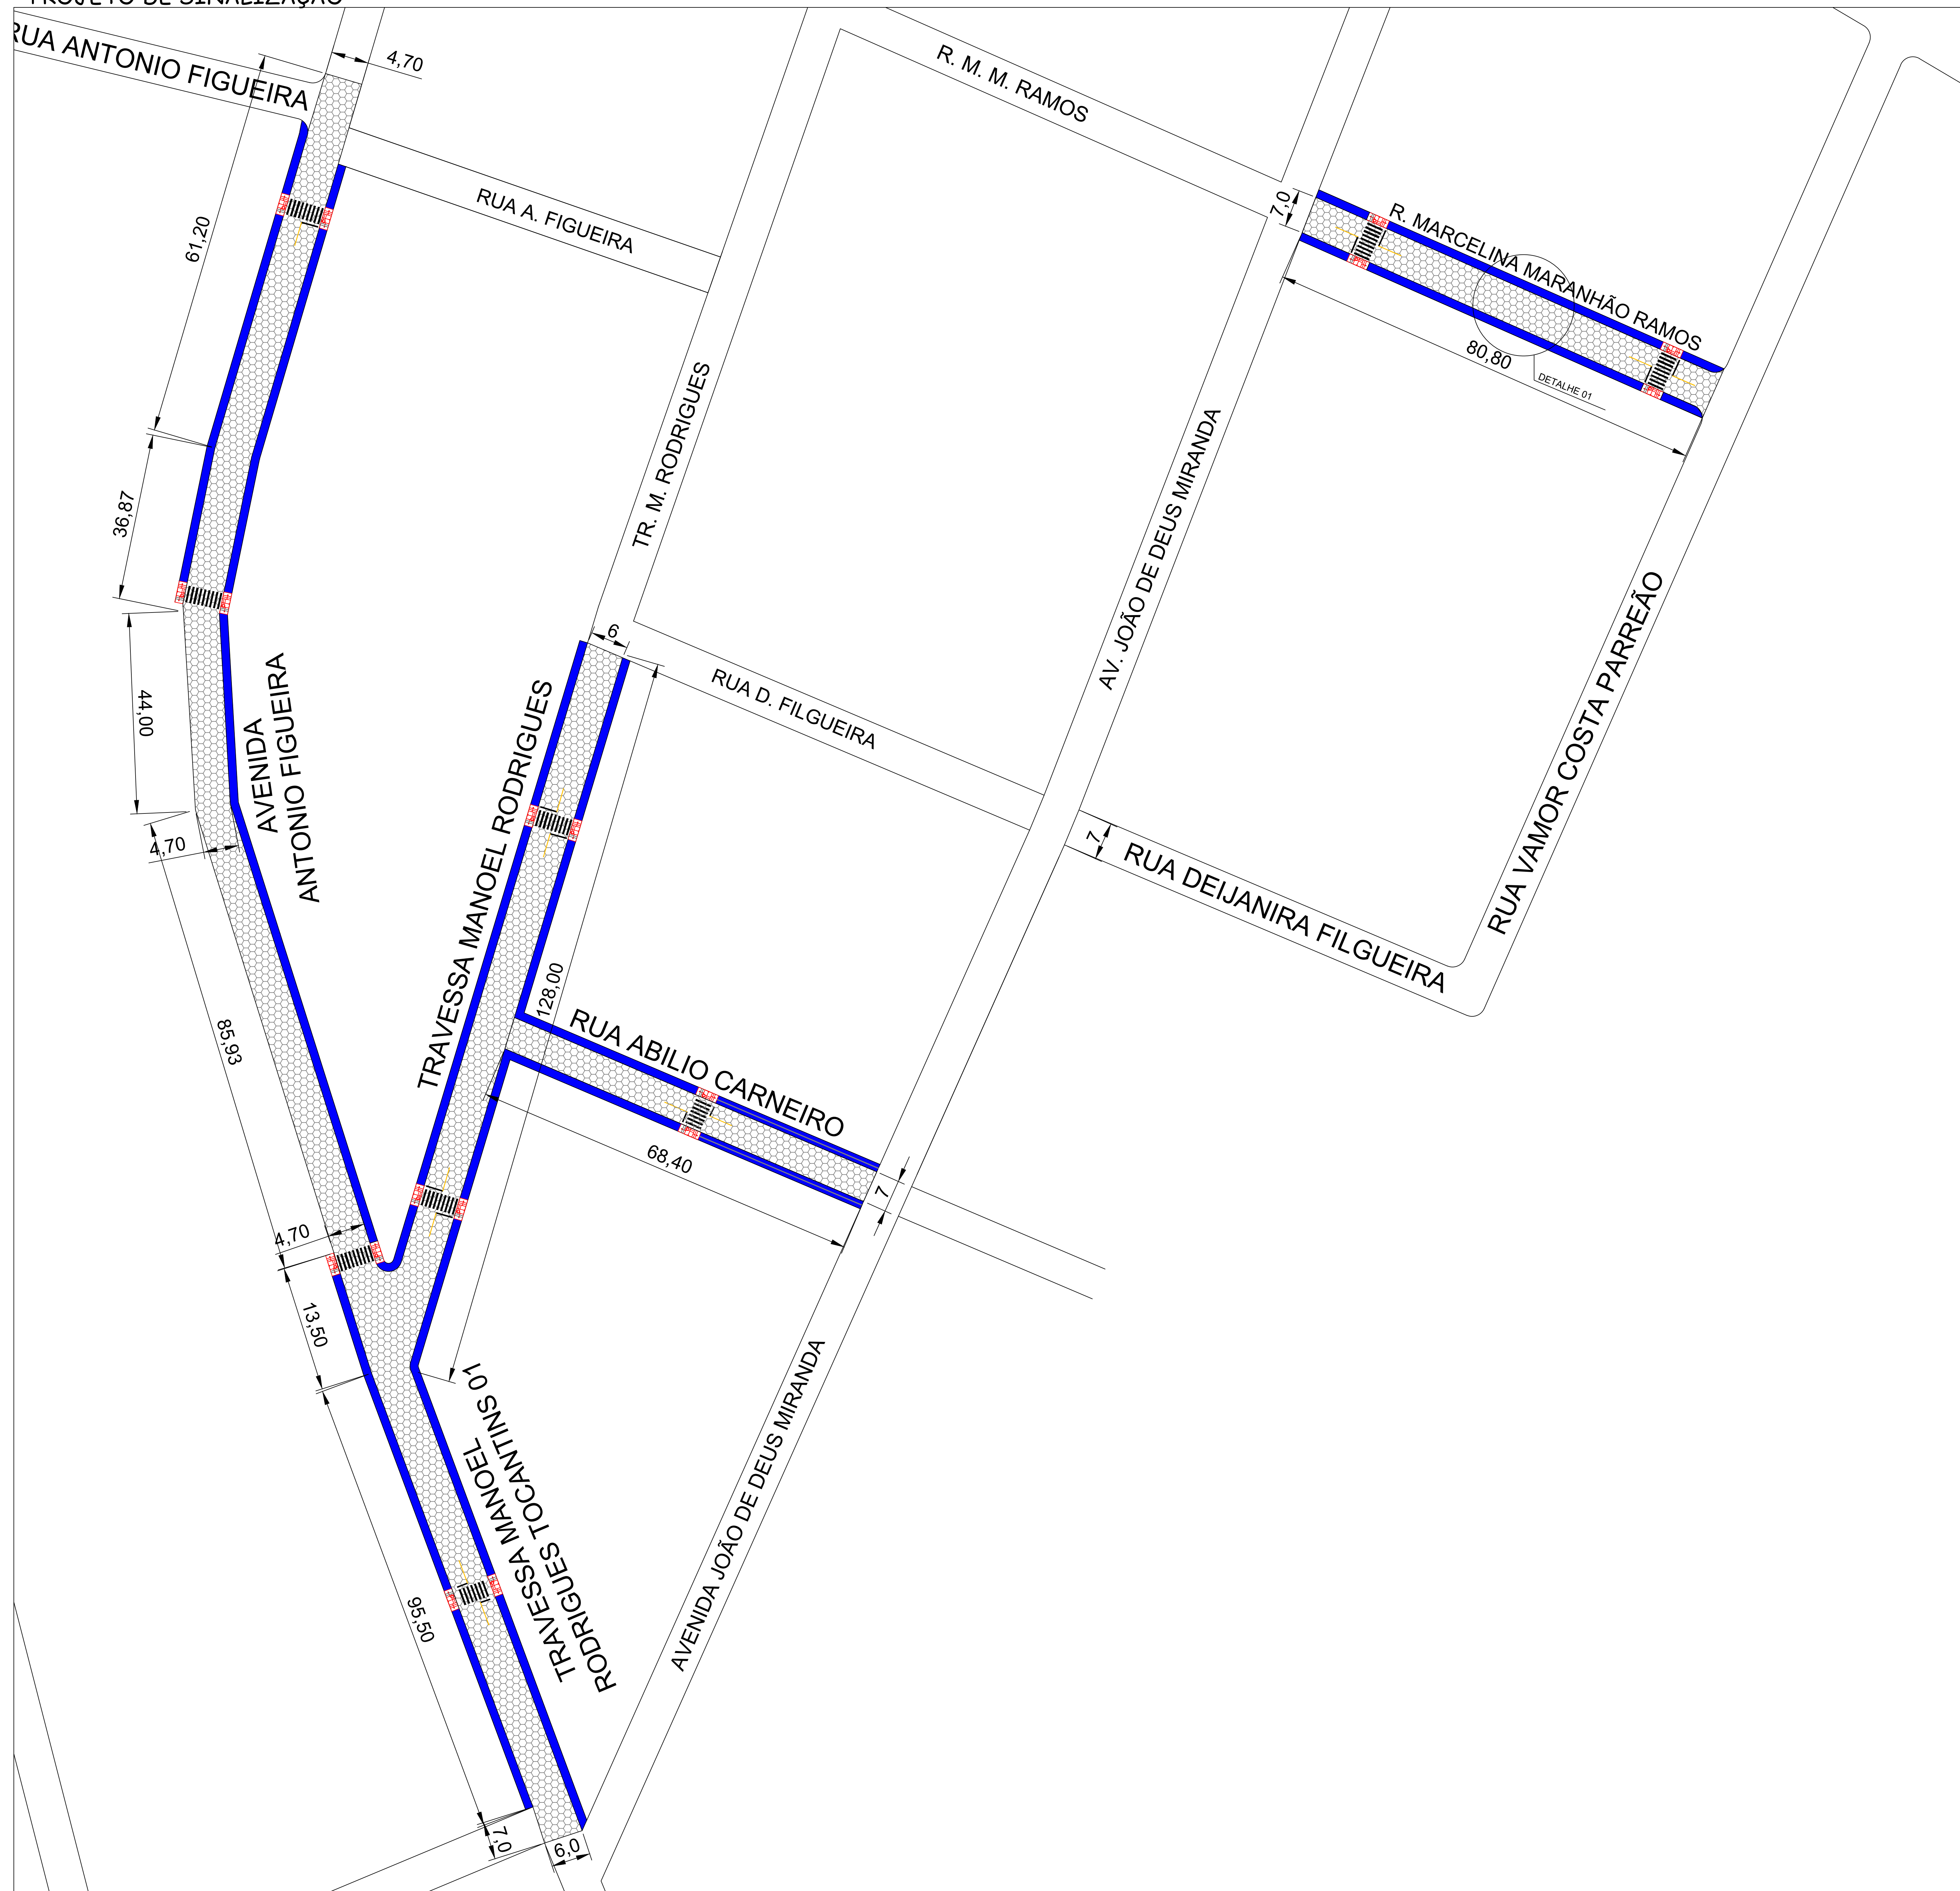 PROJETO DE SINALIZAÇÃO
RUA ANTONIO FIGUEIRA
4,70
R. M. M. RAMOS
RUA A. FIGUEIRA
61,20
7,0
R. MARCELINA MARANHÃO RAMOS
80,80
DETALHE 01
TR. M. RODRIGUES
36,87
AV. JOÃO DE DEUS MIRANDA
6
RUA D. FILGUEIRA
44,00
AVENIDA
ANTONIO FIGUEIRA
4,70
TRAVESSA MANOEL RODRIGUES
128,00
7
RUA DEIJANIRA FILGUEIRA
RUA VAMOR COSTA PARREÃO
85,93
RUA ABILIO CARNEIRO
68,40
7
4,70
13,50
TRAVESSA MANOEL
RODRIGUES TOCANTINS 01
AVENIDA JOÃO DE DEUS MIRANDA
95,50
7,0
6,0